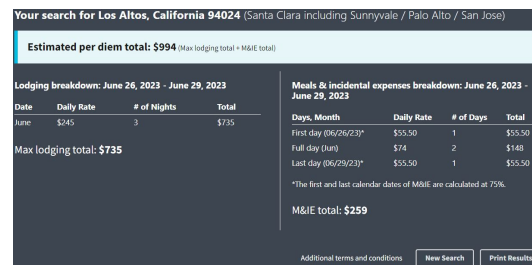 Your search for Los Altos, California 94024 (Santa Clara including Sunnyvale / Palo Alto / San Jose)
Estimated per diem total: $994 (Max lodging total + M&IE total)
Lodging breakdown: June 26, 2023 - June 29, 2023
Date Daily Rate # of Nights Total
June $245 3 $735
Max lodging total: $735
Meals & incidental expenses breakdown: June 26, 2023 -
June 29, 2023
Days, Month Daily Rate # of Days Total
First day (06/26/23)* $55.50 1 $55.50
Full day (Jun) $74 2 $148
Last day (06/29/23)* $55.50 1 $55.50
*The first and last calendar dates of M&IE are calculated at 75%.
M&IE total: $259
Additional terms and conditions New Search Print Results